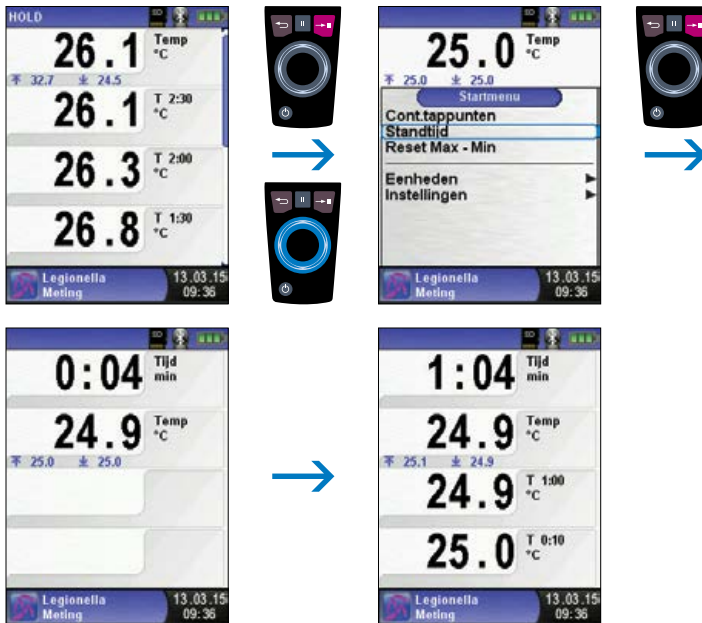 HOLD
26.1 Temp °C
32.7 24.5
26.1 T 2:30 °C
26.3 T 2:00 °C
26.8 T 1:30 °C
Legionella 13.03.15
Meting 09:36
25.0 Temp °C
25.0 25.0
Startmenu
Cont.tappunten
Standtijd
Reset Max - Min
Eenheden
Instellingen
Legionella 13.03.15
Meting 09:36
0:04 Tijd min
24.9 Temp °C
25.0 25.0
Legionella 13.03.15
Meting 09:36
1:04 Tijd min
24.9 Temp °C
25.1 24.9
24.9 T 1:00 °C
25.0 T 0:10 °C
Legionella 13.03.15
Meting 09:36